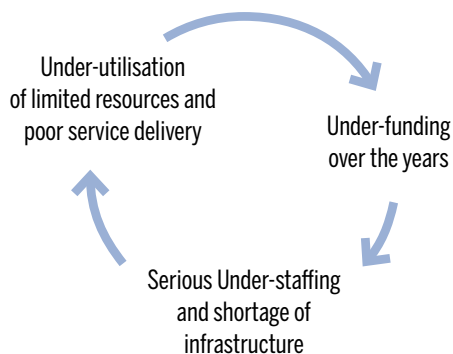 Under-utilisation
of limited resources and
poor service delivery
Under-funding
over the years
Serious Under-staffing
and shortage of
infrastructure